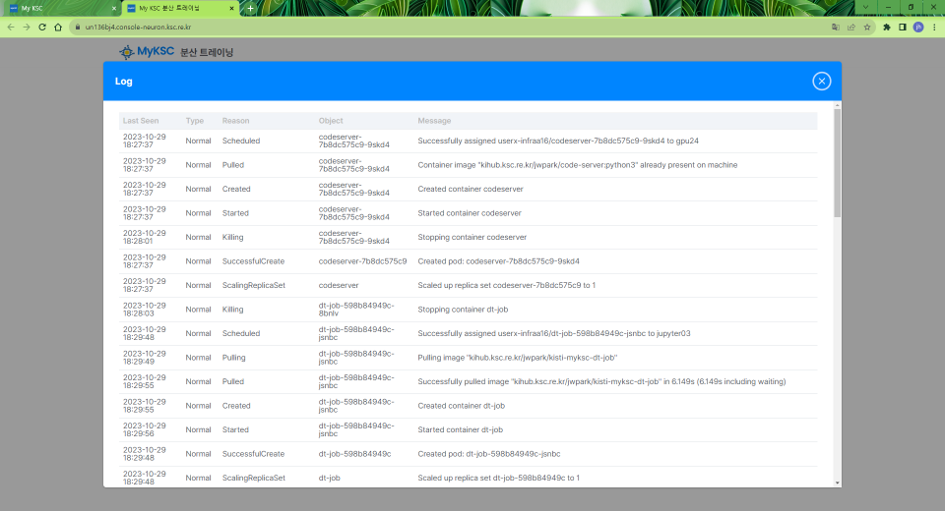 My KSC
My KSC 분산 트레이닝
un136bj4.console-neuron.ksc.re.kr
MyKSC 분산 트레이닝
Log
Last Seen Type Reason Object Message
2023-10-29 18:27:37 Normal Scheduled codeserver-7b8dc575c9-9skd4 Successfully assigned userx-infraa16/codeserver-7b8dc575c9-9skd4 to gpu24
2023-10-29 18:27:37 Normal Pulled codeserver-7b8dc575c9-9skd4 Container image "kihub.ksc.re.kr/jwpark/code-server:python3" already present on machine
2023-10-29 18:27:37 Normal Created codeserver-7b8dc575c9-9skd4 Created container codeserver
2023-10-29 18:27:37 Normal Started codeserver-7b8dc575c9-9skd4 Started container codeserver
2023-10-29 18:28:01 Normal Killing codeserver-7b8dc575c9-9skd4 Stopping container codeserver
2023-10-29 18:27:37 Normal SuccessfulCreate codeserver-7b8dc575c9 Created pod: codeserver-7b8dc575c9-9skd4
2023-10-29 18:27:37 Normal ScalingReplicaSet codeserver Scaled up replica set codeserver-7b8dc575c9 to 1
2023-10-29 18:28:03 Normal Killing dt-job-598b84949c-8bnlv Stopping container dt-job
2023-10-29 18:29:48 Normal Scheduled dt-job-598b84949c-jsnbc Successfully assigned userx-infraa16/dt-job-598b84949c-jsnbc to jupyter03
2023-10-29 18:29:49 Normal Pulling dt-job-598b84949c-jsnbc Pulling image "kihub.ksc.re.kr/jwpark/kisti-myksc-dt-job"
2023-10-29 18:29:55 Normal Pulled dt-job-598b84949c-jsnbc Successfully pulled image "kihub.ksc.re.kr/jwpark/kisti-myksc-dt-job" in 6.149s (6.149s including waiting)
2023-10-29 18:29:55 Normal Created dt-job-598b84949c-jsnbc Created container dt-job
2023-10-29 18:29:56 Normal Started dt-job-598b84949c-jsnbc Started container dt-job
2023-10-29 18:29:48 Normal SuccessfulCreate dt-job-598b84949c Created pod: dt-job-598b84949c-jsnbc
2023-10-29 18:29:48 Normal ScalingReplicaSet dt-job Scaled up replica set dt-job-598b84949c to 1